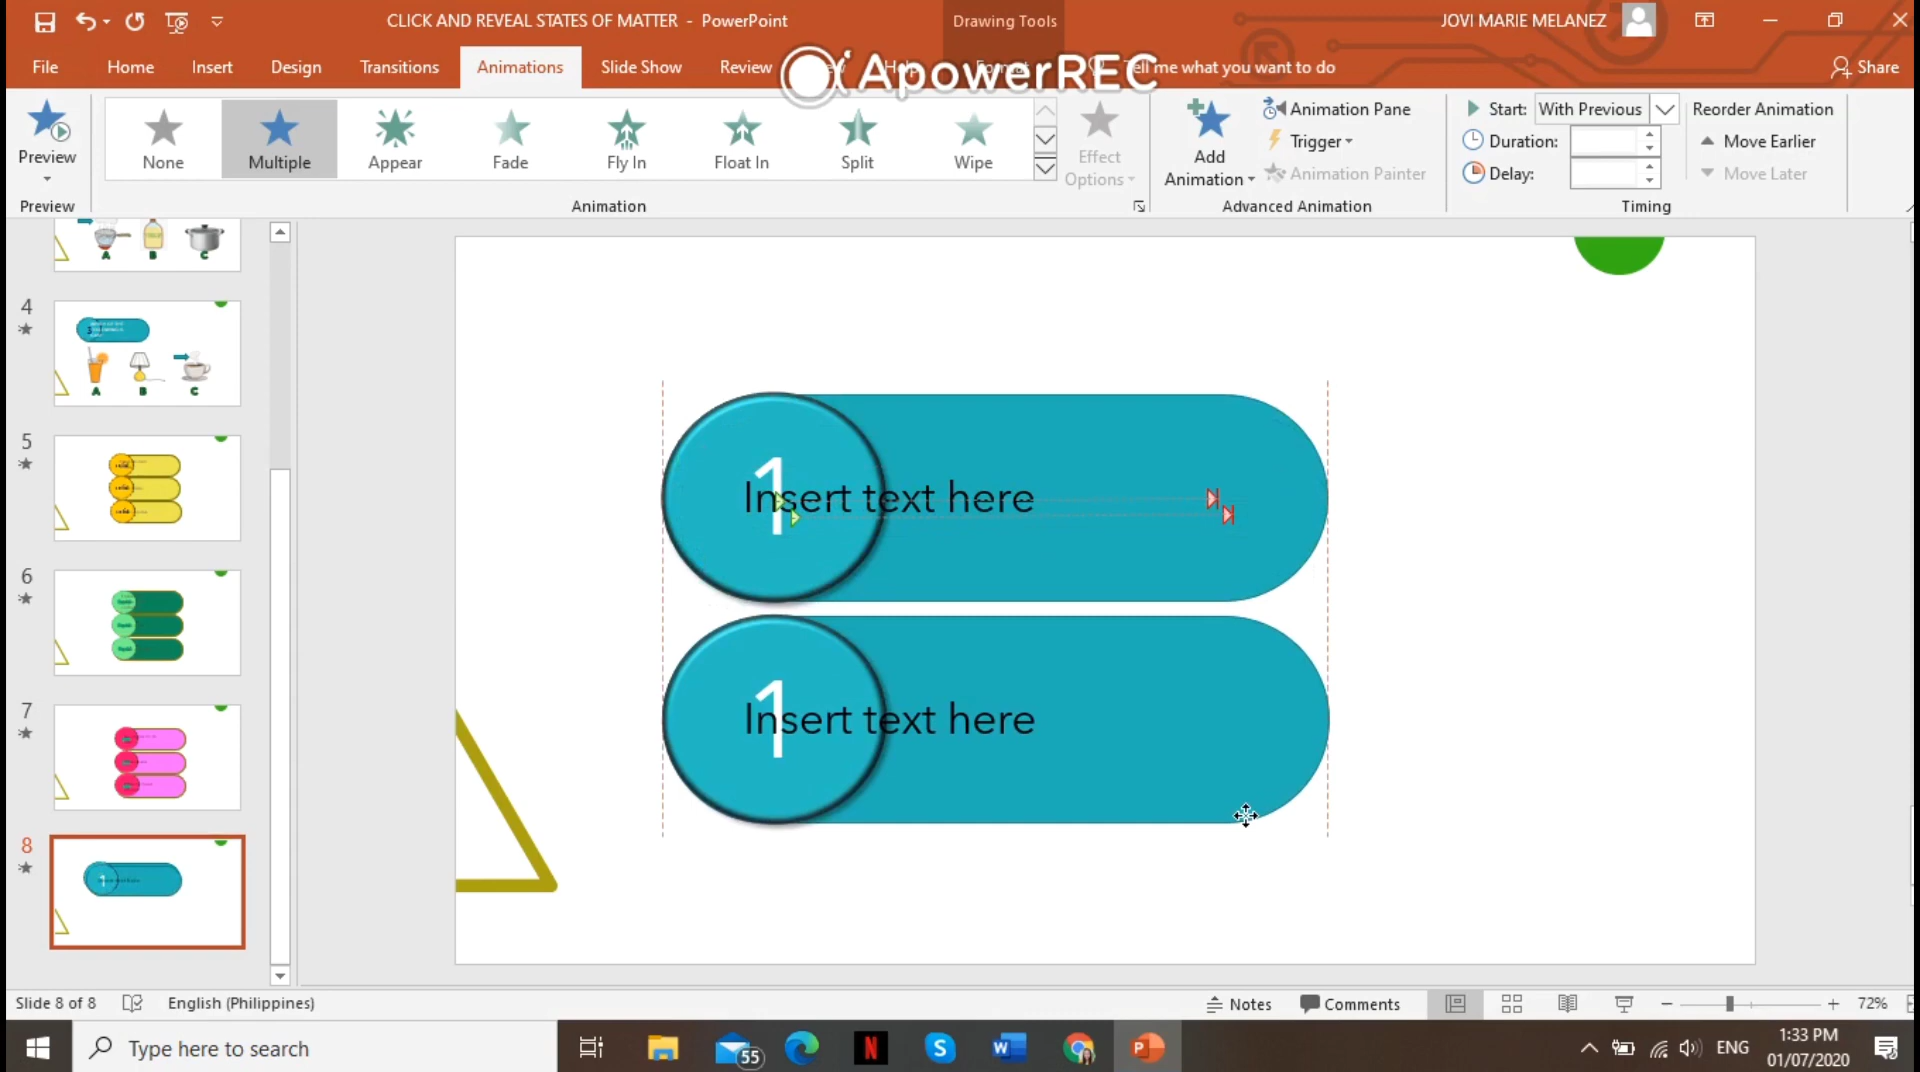 CLICK AND REVEAL STATES OF MATTER - PowerPoint
Drawing Tools
JOVI MARIE MELANEZ
File
Home
Insert
Design
Transitions
Animations
Slide Show
Review
Help
ApowerREC
Tell me what you want to do
Share
Preview
None
Multiple
Appear
Fade
Fly In
Float In
Split
Wipe
Effect
Options
Add
Animation
Animation Pane
Trigger
Animation Painter
Start: With Previous
Duration:
Delay:
Reorder Animation
Move Earlier
Move Later
Preview
Animation
Advanced Animation
Timing
A B C
4
A B C
5
6
7
8
1
1
Insert text here
1
Insert text here
Slide 8 of 8
English (Philippines)
Notes
Comments
72%
Type here to search
55
N
S
W
P
ENG
1:33 PM
01/07/2020